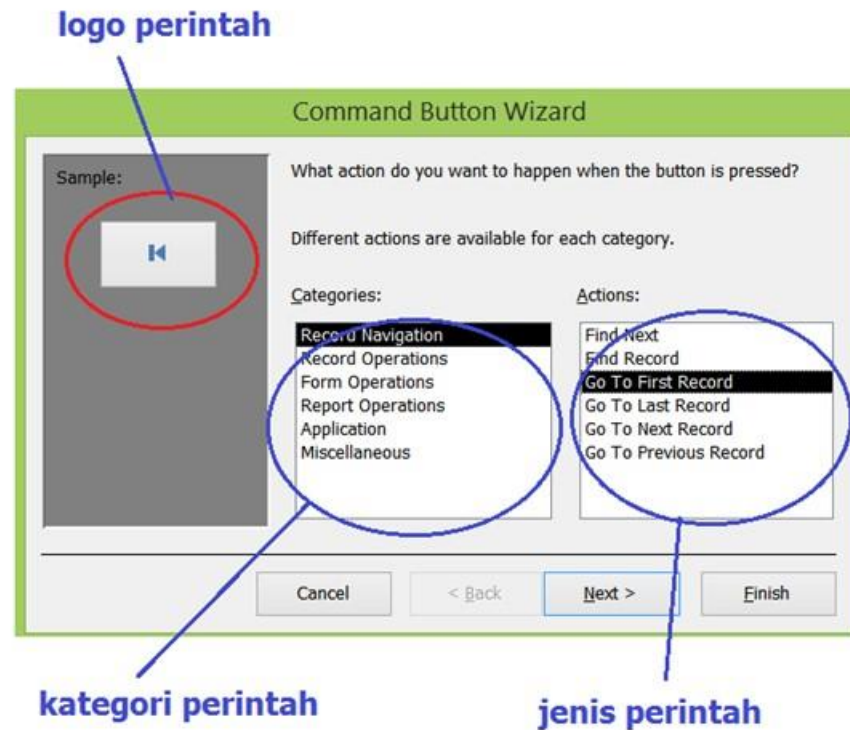 logo perintah
Command Button Wizard
Sample:
What action do you want to happen when the button is pressed?
Different actions are available for each category.
Categories:
Record Navigation
Record Operations
Form Operations
Report Operations
Application
Miscellaneous
Actions:
Find Next
Find Record
Go To First Record
Go To Last Record
Go To Next Record
Go To Previous Record
Cancel
< Back
Next >
Finish
kategori perintah
jenis perintah